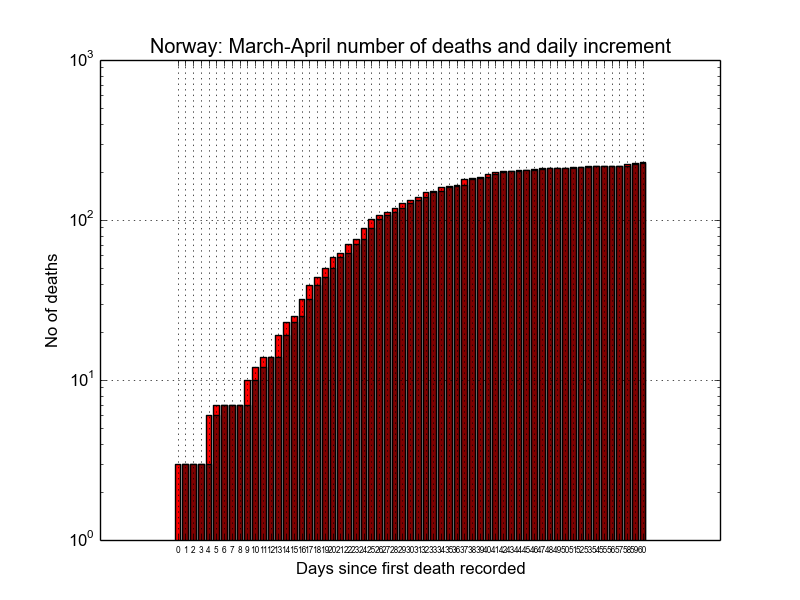 Norway: March-April number of deaths and daily increment
10³
10²
10¹
10⁰
No of deaths
0 1 2 3 4 5 6 7 8 9 10 11 12 13 14 15 16 17 18 19 20 21 22 23 24 25 26 27 28 29 30 31 32 33 34 35 36 37 38 39 40 41 42 43 44 45 46 47 48 49 50 51 52 53 54 55 56 57 58 59 60
Days since first death recorded